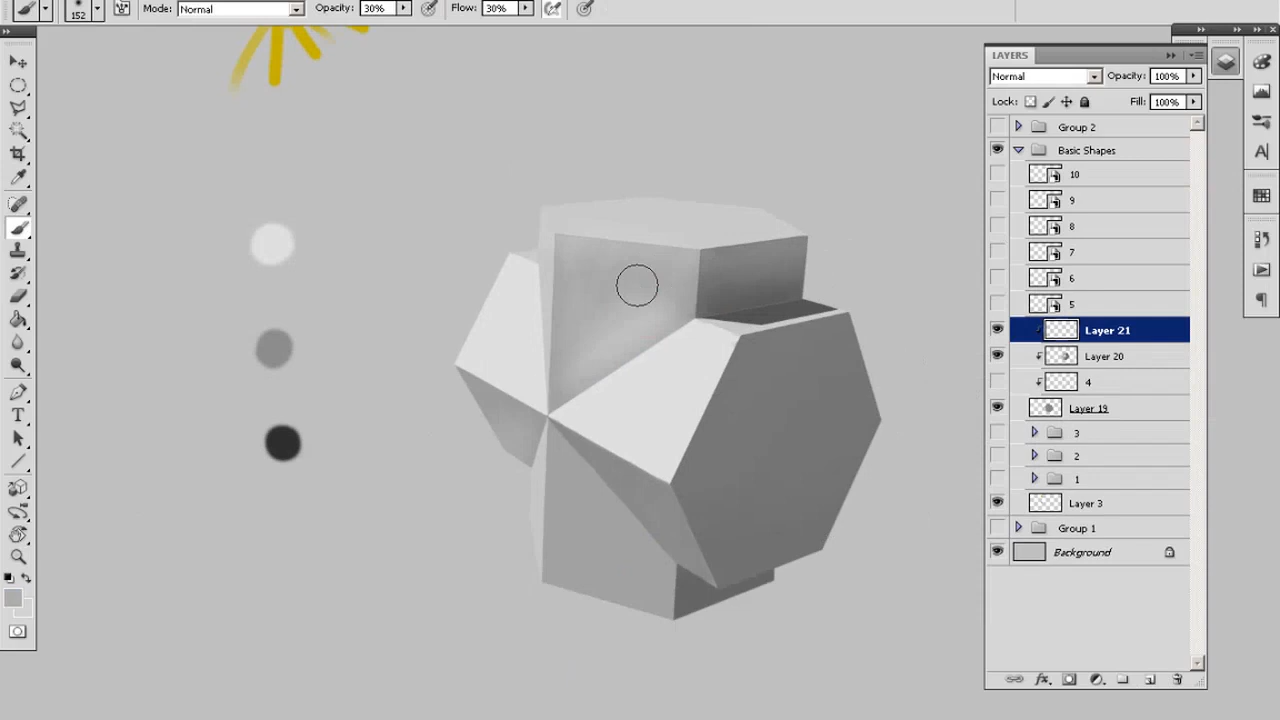 152
Mode: Normal
Opacity: 30%
Flow: 30%
LAYERS
Normal
Opacity: 100%
Lock:
Fill: 100%
Group 2
Basic Shapes
10
9
8
7
6
5
Layer 21
Layer 20
4
Layer 19
3
2
1
Layer 3
Group 1
Background